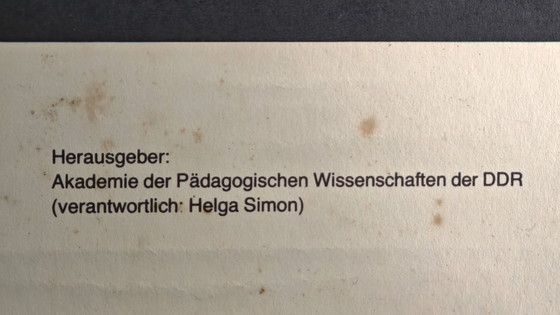 Herausgeber:
Akademie der Pädagogischen Wissenschaften der DDR
(verantwortlich: Helga Simon)